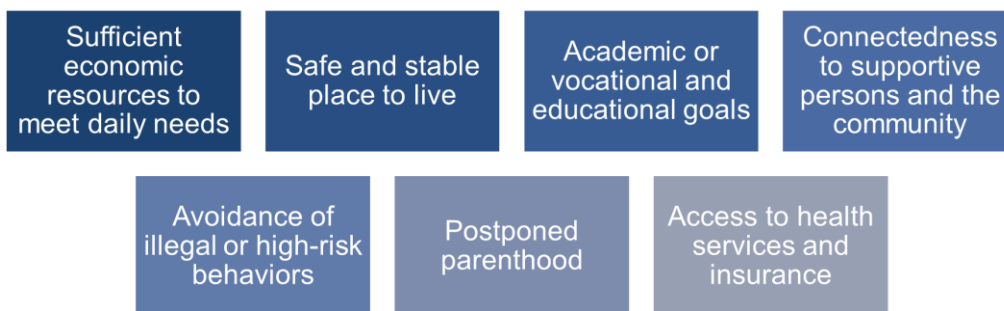 Sufficient
economic
resources to
meet daily needs
Safe and stable
place to live
Academic or
vocational and
educational goals
Connectedness
to supportive
persons and the
community
Avoidance of
illegal or high-risk
behaviors
Postponed
parenthood
Access to health
services and
insurance